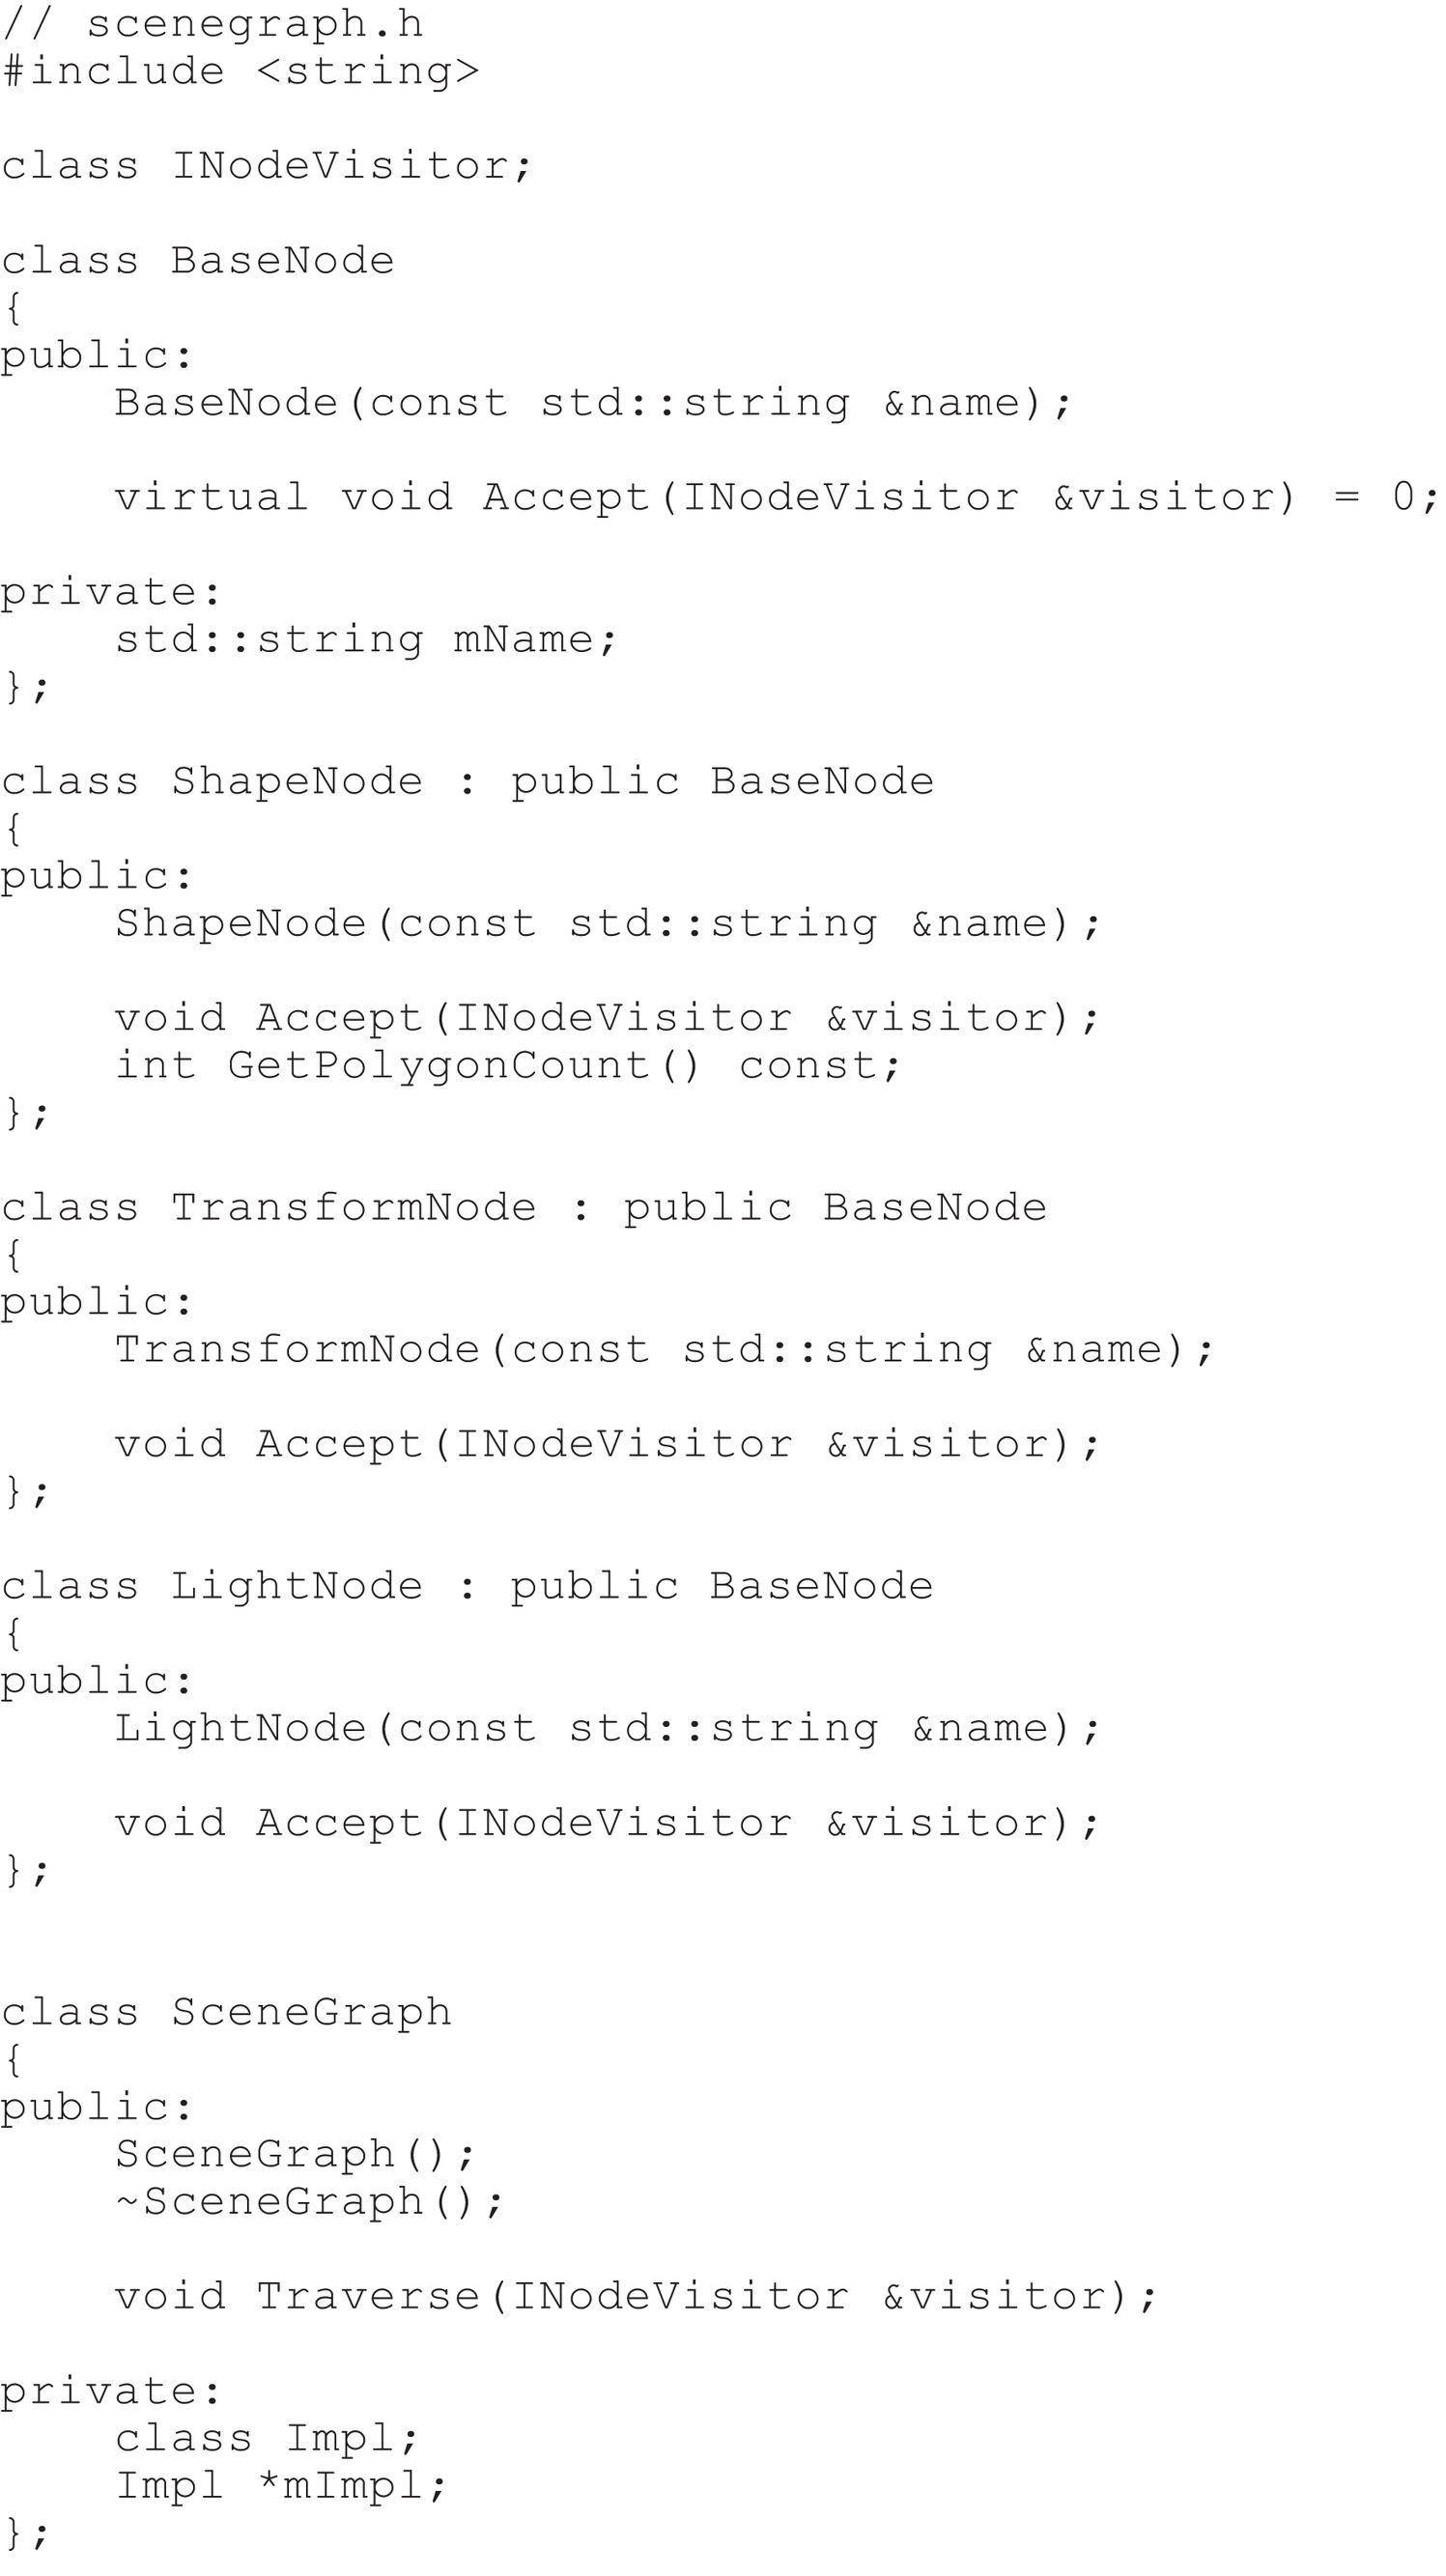 // scenegraph.h
#include <string>

class INodeVisitor;

class BaseNode
{
public:
    BaseNode(const std::string &name);

    virtual void Accept(INodeVisitor &visitor) = 0;

private:
    std::string mName;
};

class ShapeNode : public BaseNode
{
public:
    ShapeNode(const std::string &name);

    void Accept(INodeVisitor &visitor);
    int GetPolygonCount() const;
};

class TransformNode : public BaseNode
{
public:
    TransformNode(const std::string &name);

    void Accept(INodeVisitor &visitor);
};

class LightNode : public BaseNode
{
public:
    LightNode(const std::string &name);

    void Accept(INodeVisitor &visitor);
};


class SceneGraph
{
public:
    SceneGraph();
    ~SceneGraph();

    void Traverse(INodeVisitor &visitor);

private:
    class Impl;
    Impl *mImpl;
};